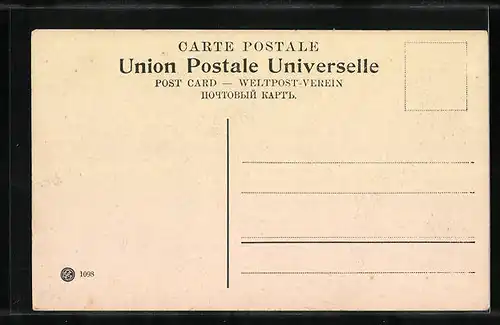 CARTE POSTALE
Union Postale Universelle
POST CARD — WELTPOST-VEREIN
ПОЧТОВЫЙ КАРТЪ.
1098